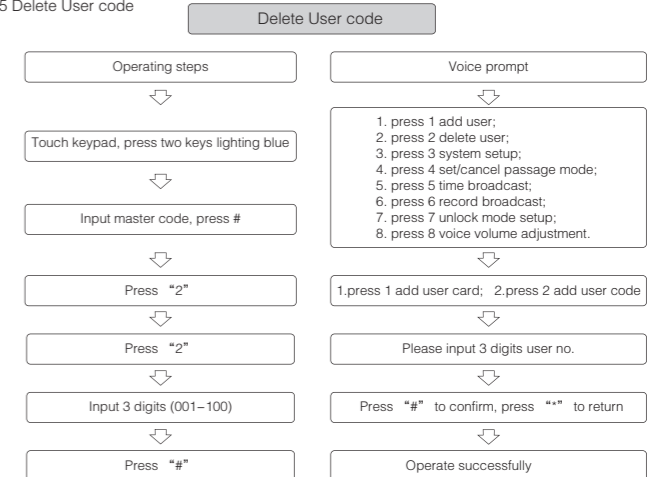 5 Delete User code
Delete User code
Operating steps
Touch keypad, press two keys lighting blue
Input master code, press #
Press “2”
Press “2”
Input 3 digits (001–100)
Press “#”
Voice prompt
1. press 1 add user;
2. press 2 delete user;
3. press 3 system setup;
4. press 4 set/cancel passage mode;
5. press 5 time broadcast;
6. press 6 record broadcast;
7. press 7 unlock mode setup;
8. press 8 voice volume adjustment.
1.press 1 add user card; 2.press 2 add user code
Please input 3 digits user no.
Press “#” to confirm, press “*” to return
Operate successfully